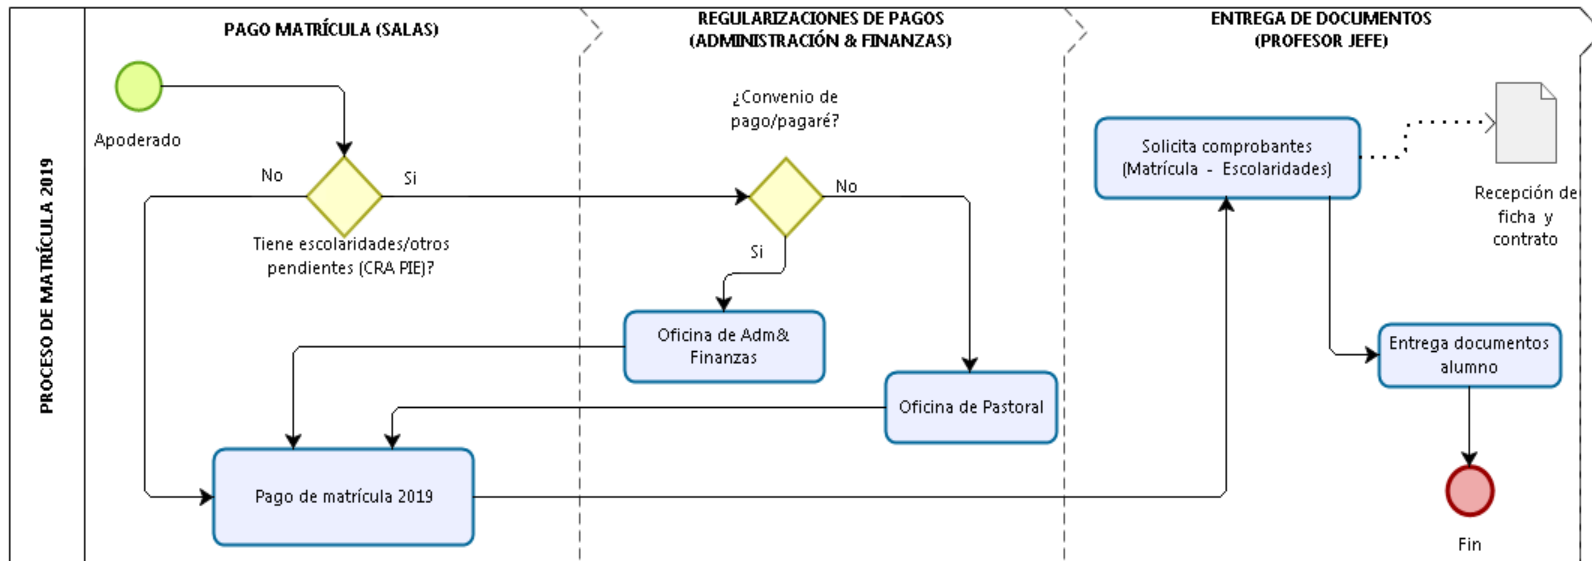 PROCESO DE MATRÍCULA 2019
PAGO MATRÍCULA (SALAS)
Apoderado
No
Si
Tiene escolaridades/otros
pendientes (CRA PIE)?
Pago de matrícula 2019
REGULARIZACIONES DE PAGOS
(ADMINISTRACIÓN & FINANZAS)
¿Convenio de
pago/pagaré?
No
Si
Oficina de Adm&
Finanzas
Oficina de Pastoral
ENTREGA DE DOCUMENTOS
(PROFESOR JEFE)
Solicita comprobantes
(Matrícula - Escolaridades)
Recepción de
ficha y
contrato
Entrega documentos
alumno
Fin